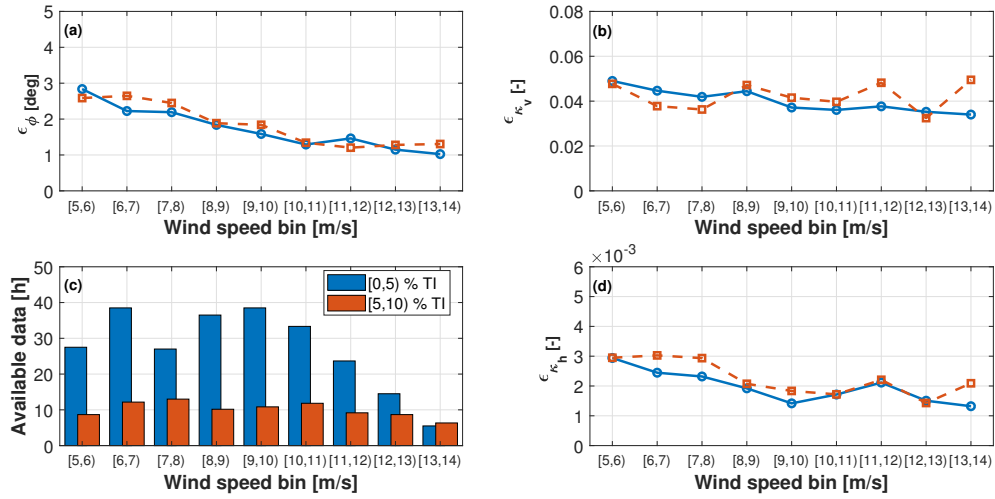 (a)
5
4
3
2
1
0
ϵ_ϕ [deg]
[5,6) [6,7) [7,8) [8,9) [9,10) [10,11) [11,12) [12,13) [13,14)
Wind speed bin [m/s]
(b)
0.08
0.06
0.04
0.02
0
ϵ_κ_v [-]
[5,6) [6,7) [7,8) [8,9) [9,10) [10,11) [11,12) [12,13) [13,14)
Wind speed bin [m/s]
(c)
50
40
30
20
10
0
Available data [h]
[0,5) % TI
[5,10) % TI
[5,6) [6,7) [7,8) [8,9) [9,10) [10,11) [11,12) [12,13) [13,14)
Wind speed bin [m/s]
×10⁻³
(d)
6
5
4
3
2
1
0
ϵ_κ_h [-]
[5,6) [6,7) [7,8) [8,9) [9,10) [10,11) [11,12) [12,13) [13,14)
Wind speed bin [m/s]